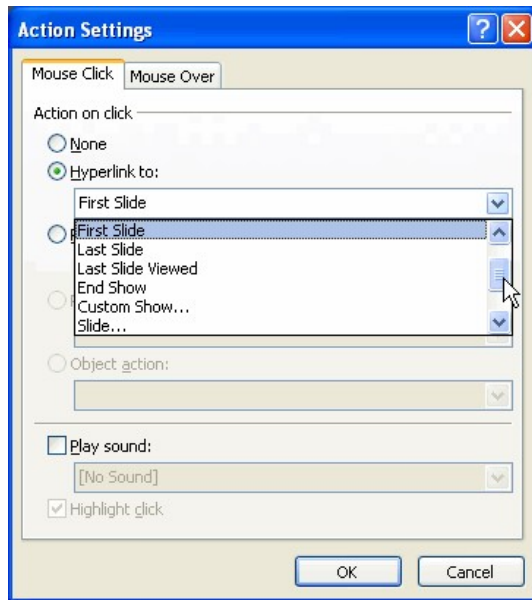 Action Settings
Mouse Click Mouse Over
Action on click
None
Hyperlink to:
First Slide
First Slide
Last Slide
Last Slide Viewed
End Show
Custom Show...
Slide...
Object action:
Play sound:
[No Sound]
Highlight click
OK Cancel